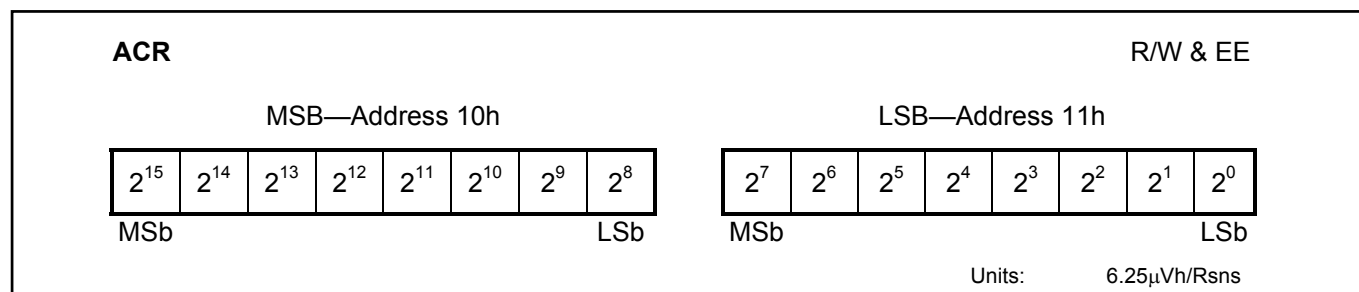 ACR R/W & EE
MSB—Address 10h LSB—Address 11h
2^15 2^14 2^13 2^12 2^11 2^10 2^9 2^8 2^7 2^6 2^5 2^4 2^3 2^2 2^1 2^0
MSb LSb MSb LSb
Units: 6.25μVh/Rsns